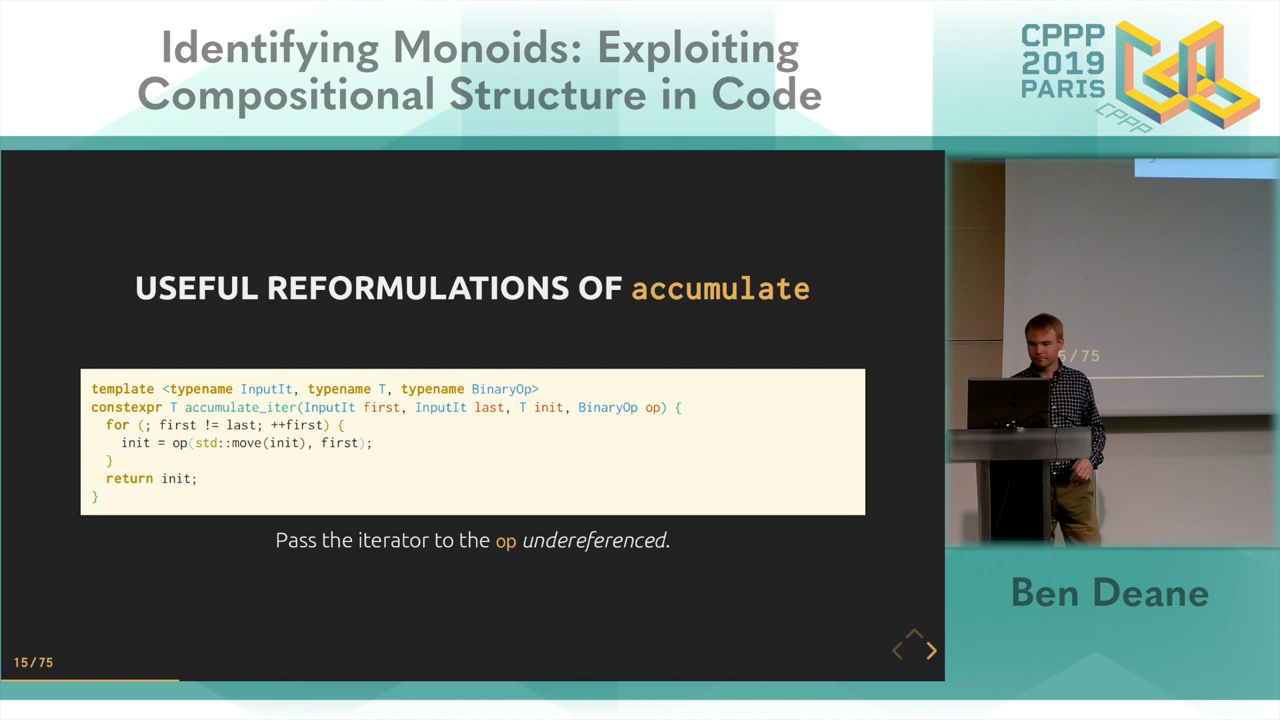 Identifying Monoids: Exploiting
Compositional Structure in Code
CPPP
2019
PARIS
CPPP
USEFUL REFORMULATIONS OF accumulate
template <typename InputIt, typename T, typename BinaryOp>
constexpr T accumulate_iter(InputIt first, InputIt last, T init, BinaryOp op) {
  for (; first != last; ++first) {
    init = op(std::move(init), first);
  }
  return init;
}
Pass the iterator to the op undereferenced.
15/75
5/75
Ben Deane